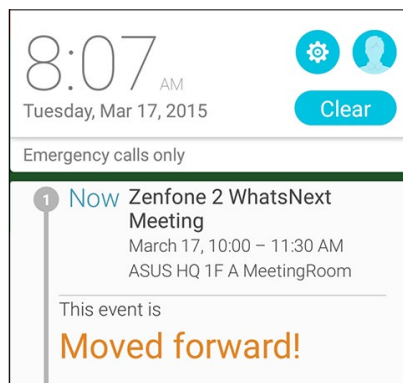 8:07 AM
Tuesday, Mar 17, 2015
Clear
Emergency calls only
1 Now Zenfone 2 WhatsNext
Meeting
March 17, 10:00 – 11:30 AM
ASUS HQ 1F A MeetingRoom
This event is
Moved forward!